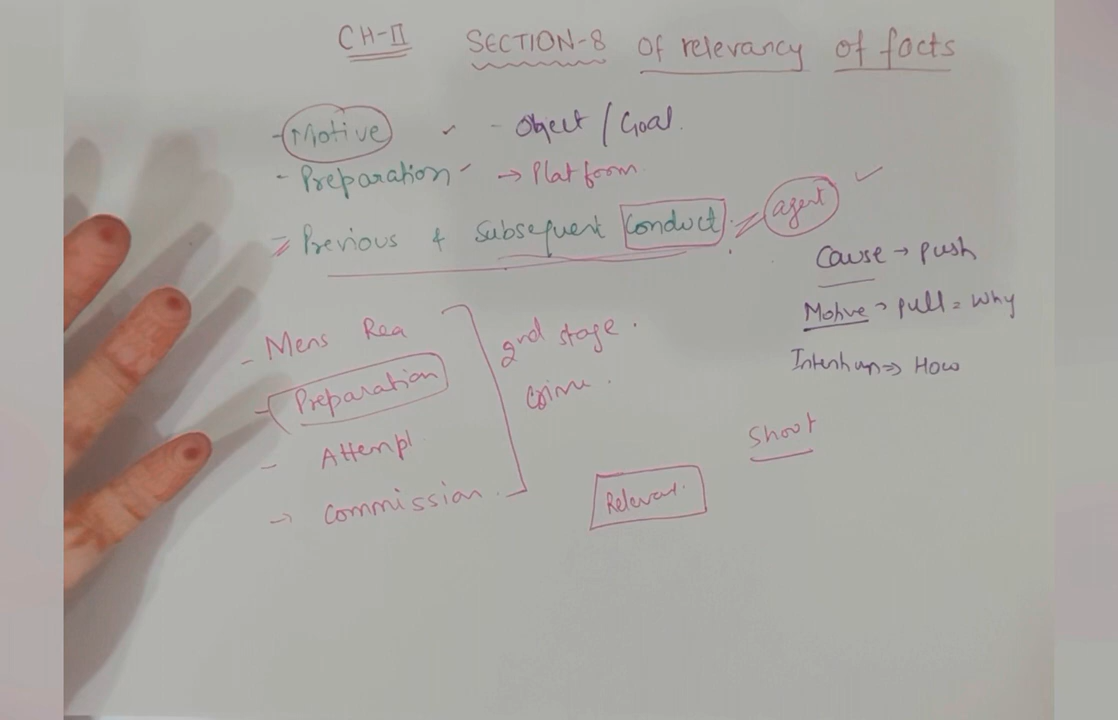 CH-II SECTION-8 Of relevancy of facts
- Motive ✓ - Object / Goal.
- Preparation → Platform
Previous & Subsequent Conduct. agent ✓
Cause → push
Motive → pull = Why
Intention ⇒ How
- Mens Rea
- Preparation
- Attempt
→ Commission.
2nd stage.
Crime.
Shoot
Relevant.